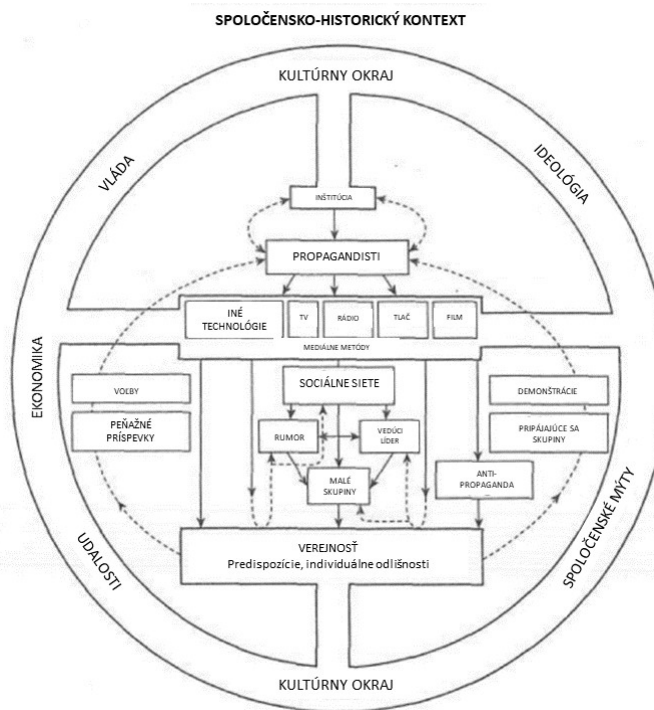 SPOLOČENSKO-HISTORICKÝ KONTEXT
KULTÚRNY OKRAJ
VLÁDA
IDEOLÓGIA
INŠTITÚCIA
PROPAGANDISTI
INÉ
TECHNOLÓGIE
TV
RÁDIO
TLAČ
FILM
MEDIÁLNE METÓDY
EKONOMIKA
SOCIÁLNE SIETE
VOĽBY
DEMONŠTRÁCIE
PEŇAŽNÉ
PRÍSPEVKY
RUMOR
VEDÚCI
LÍDER
PRIPÁJAJÚCE SA
SKUPINY
MALÉ
SKUPINY
ANTI-
PROPAGANDA
UDALOSTI
SPOLOČENSKÉ MÝTY
VEREJNOSŤ
Predispozície, individuálne odlišnosti
KULTÚRNY OKRAJ